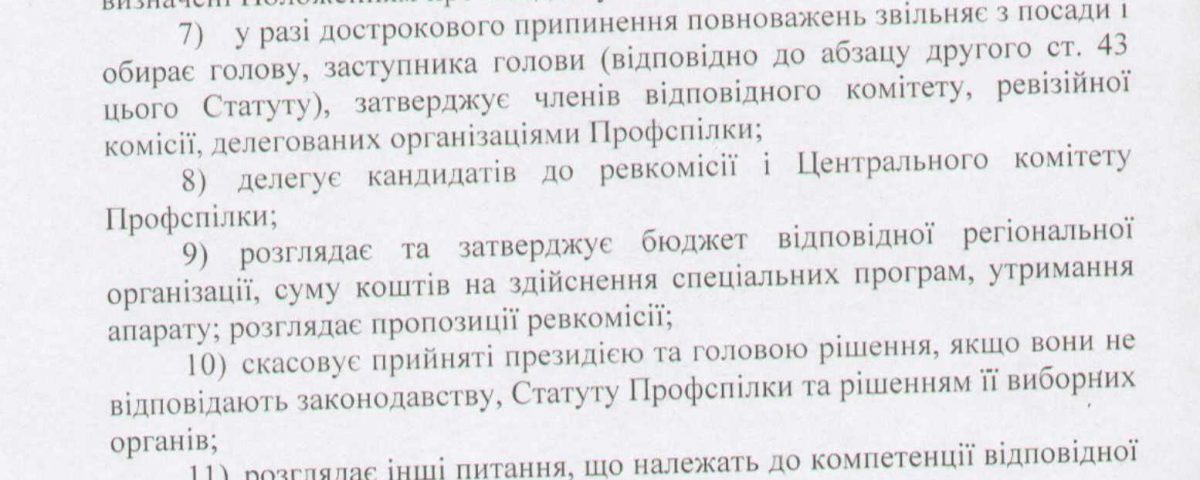 визначені Положенням про
7) у разі дострокового припинення повноважень звільняє з посади і
обирає голову, заступника голови (відповідно до абзацу другого ст. 43
цього Статуту), затверджує членів відповідного комітету, ревізійної
комісії, делегованих організаціями Профспілки;
8) делегує кандидатів до ревкомісії і Центрального комітету
Профспілки;
9) розглядає та затверджує бюджет відповідної регіональної
організації, суму коштів на здійснення спеціальних програм, утримання
апарату; розглядає пропозиції ревкомісії;
10) скасовує прийняті президією та головою рішення, якщо вони не
відповідають законодавству, Статуту Профспілки та рішенням її виборних
органів;
11) розглядає інші питання, що належать до компетенції відповідної